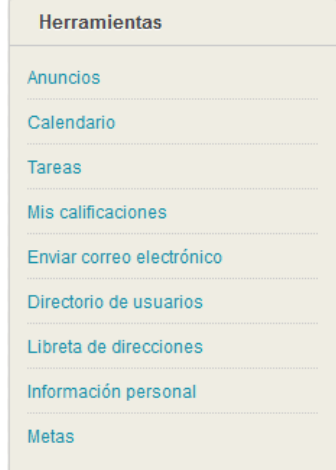 Herramientas
Anuncios
Calendario
Tareas
Mis calificaciones
Enviar correo electrónico
Directorio de usuarios
Libreta de direcciones
Información personal
Metas